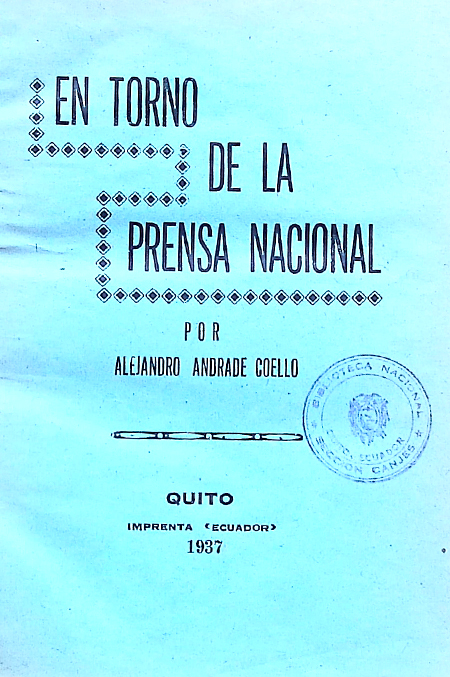 EN TORNO
DE LA
PRENSA NACIONAL
POR
ALEJANDRO ANDRADE COELLO
BIBLIOTECA NACIONAL
ECUADOR
SECCION CANJES
QUITO
IMPRENTA «ECUADOR»
1937